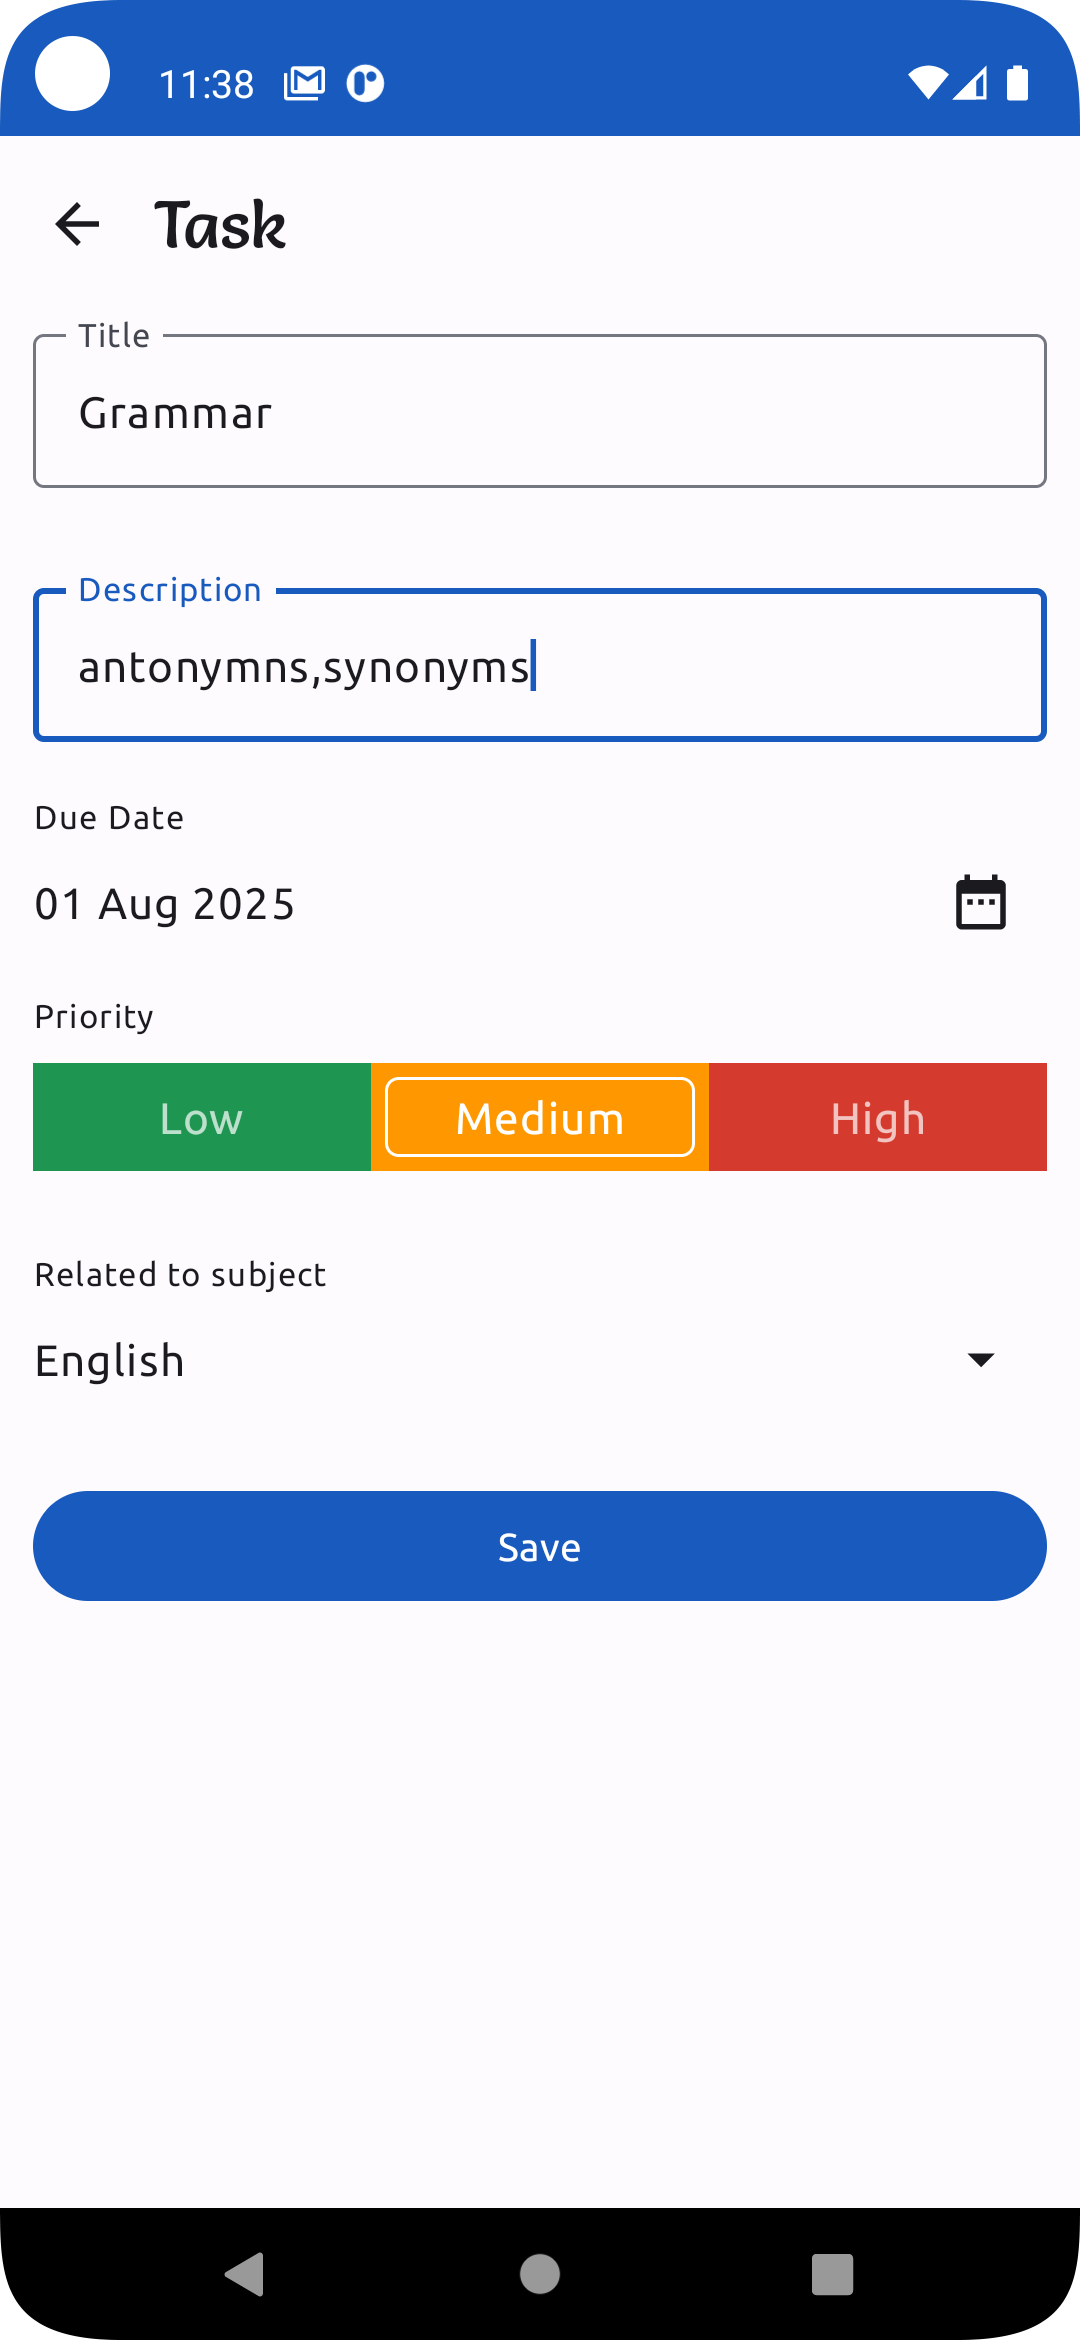 11:38
Task
Title
Grammar
Description
antonymns,synonyms
Due Date
01 Aug 2025
Priority
Low Medium High
Related to subject
English
Save